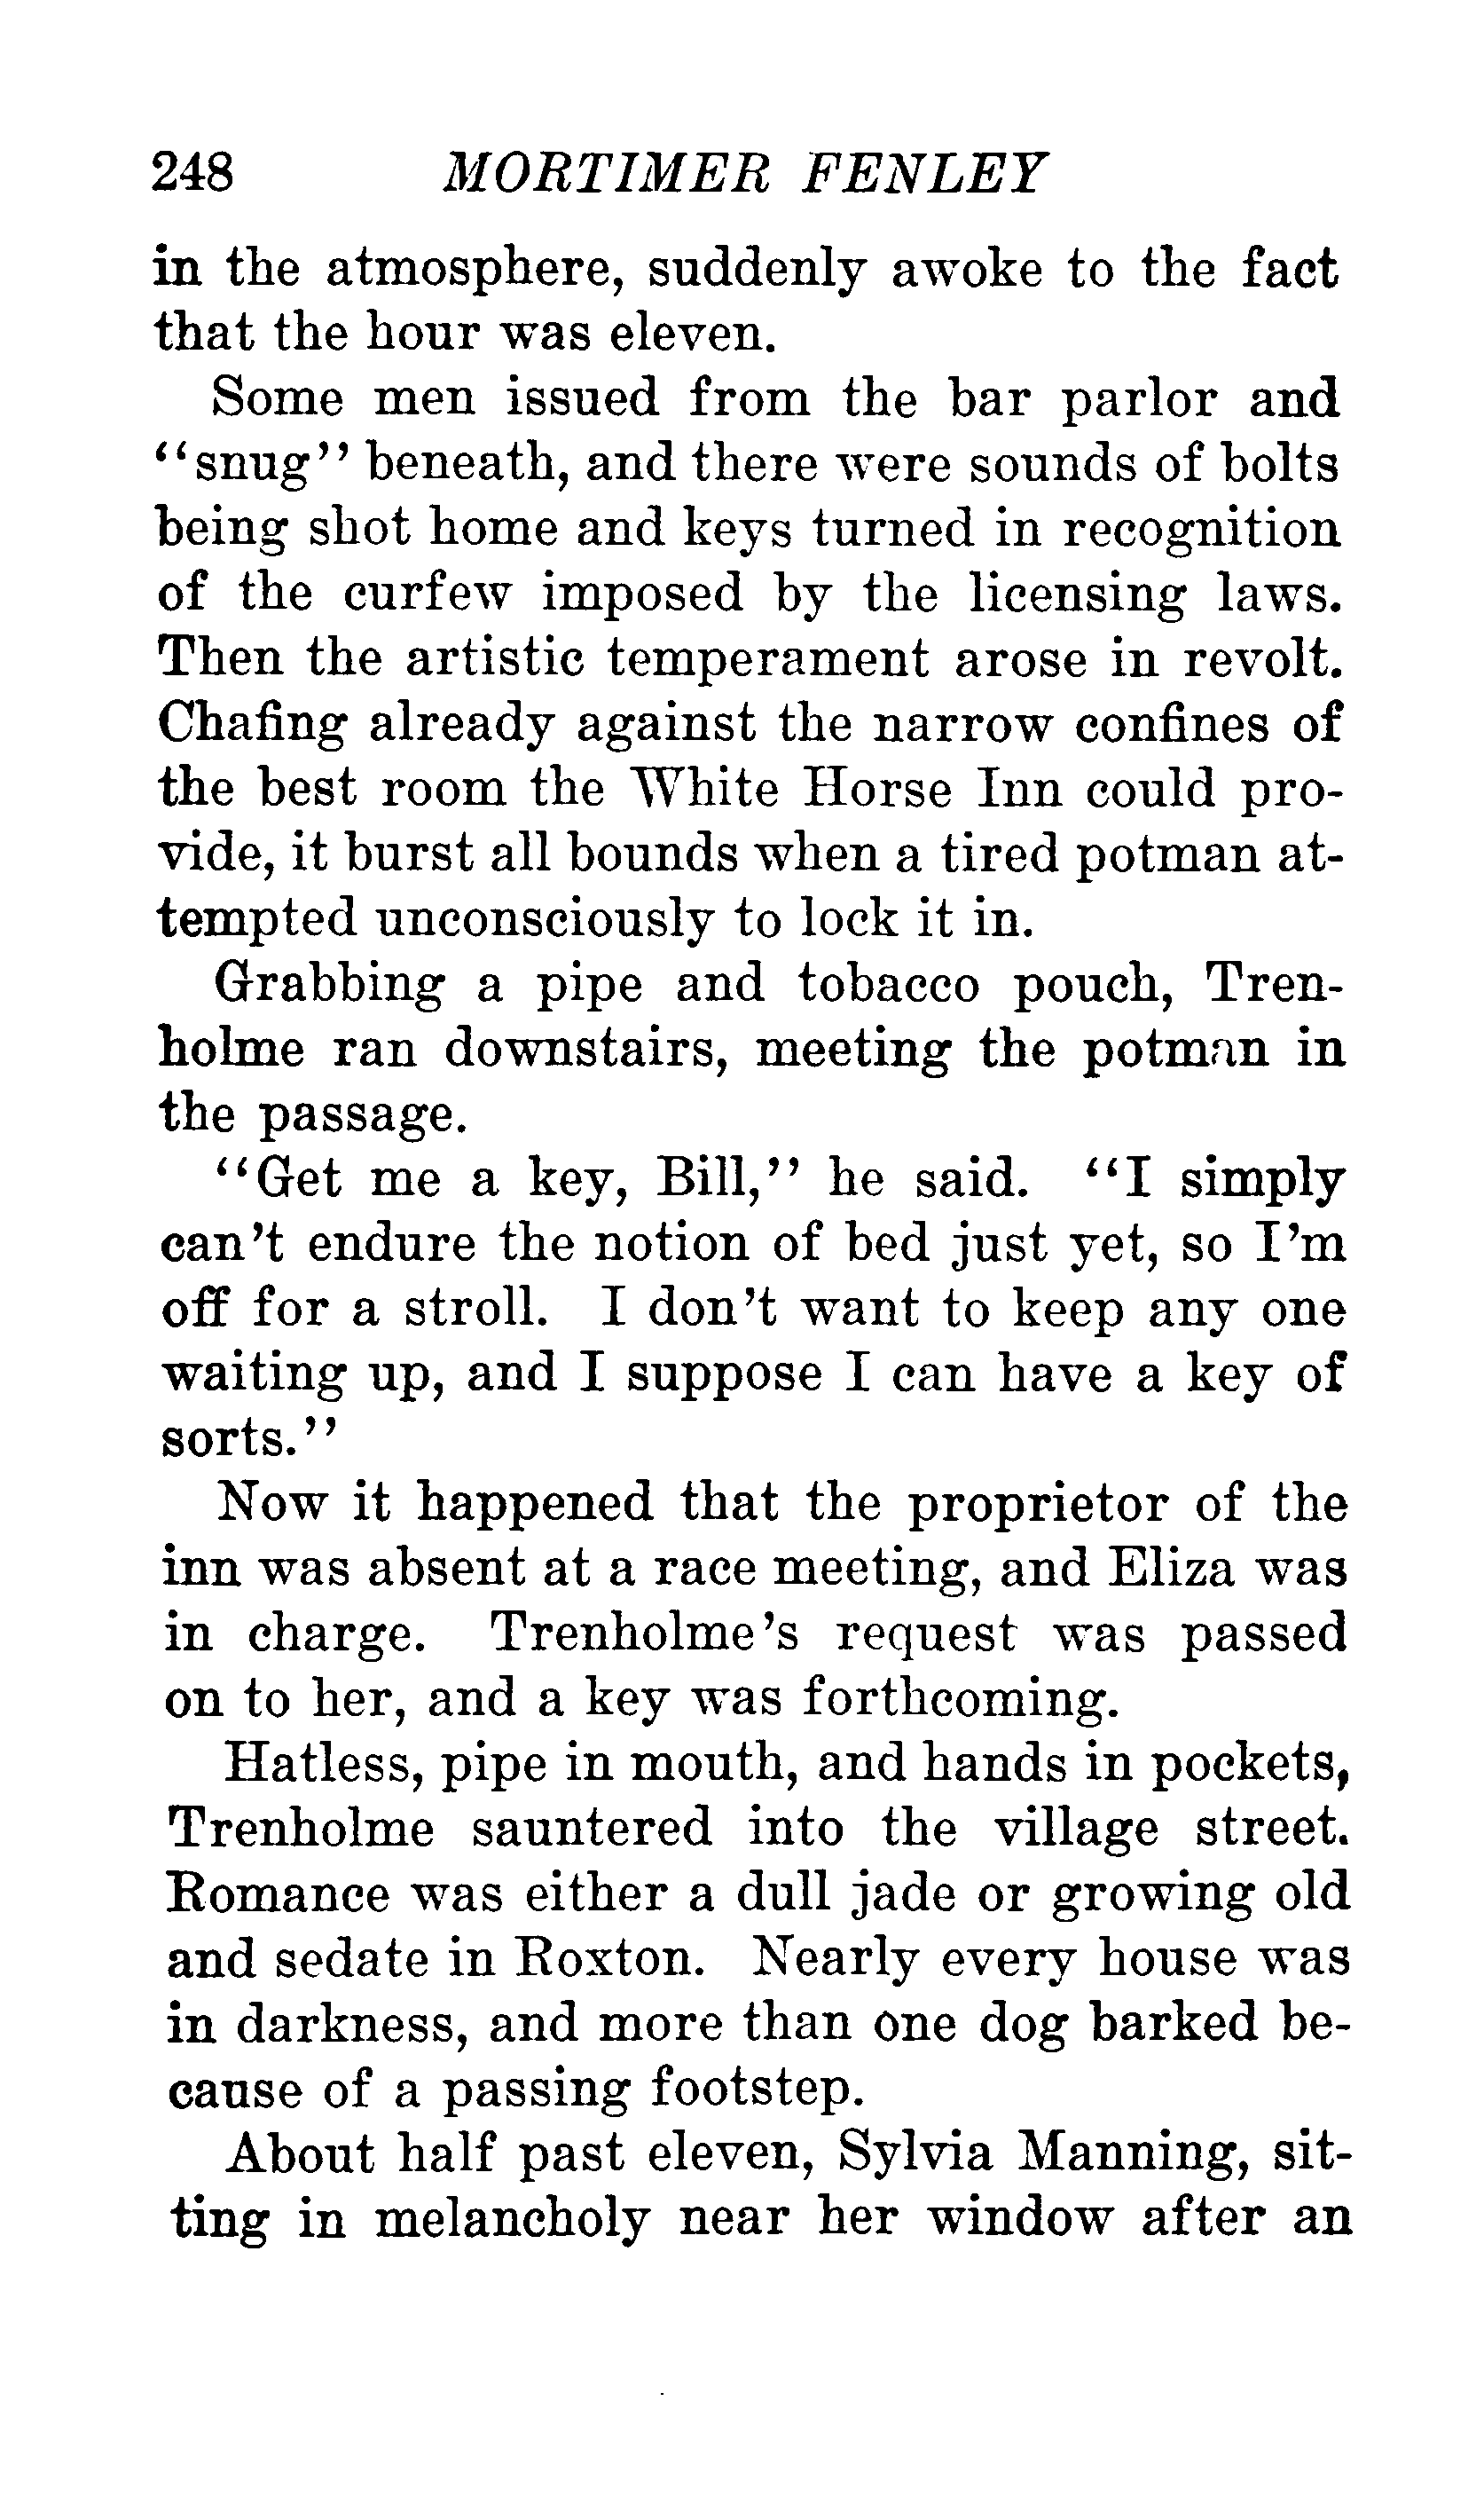 248 MORTIMER FENLEY
in the atmosphere, suddenly awoke to the fact
that the hour was eleven.
Some men issued from the bar parlor and
"snug" beneath, and there were sounds of bolts
being shot home and keys turned in recognition
of the curfew imposed by the licensing laws.
Then the artistic temperament arose in revolt.
Chafing already against the narrow confines of
the best room the White Horse Inn could pro-
vide, it burst all bounds when a tired potman at-
tempted unconsciously to lock it in.
Grabbing a pipe and tobacco pouch, Tren-
holme ran downstairs, meeting the potman in
the passage.
"Get me a key, Bill," he said. "I simply
can't endure the notion of bed just yet, so I'm
off for a stroll. I don't want to keep any one
waiting up, and I suppose I can have a key of
sorts."
Now it happened that the proprietor of the
inn was absent at a race meeting, and Eliza was
in charge. Trenholme's request was passed
on to her, and a key was forthcoming.
Hatless, pipe in mouth, and hands in pockets,
Trenholme sauntered into the village street.
Romance was either a dull jade or growing old
and sedate in Roxton. Nearly every house was
in darkness, and more than one dog barked be-
cause of a passing footstep.
About half past eleven, Sylvia Manning, sit-
ting in melancholy near her window after an